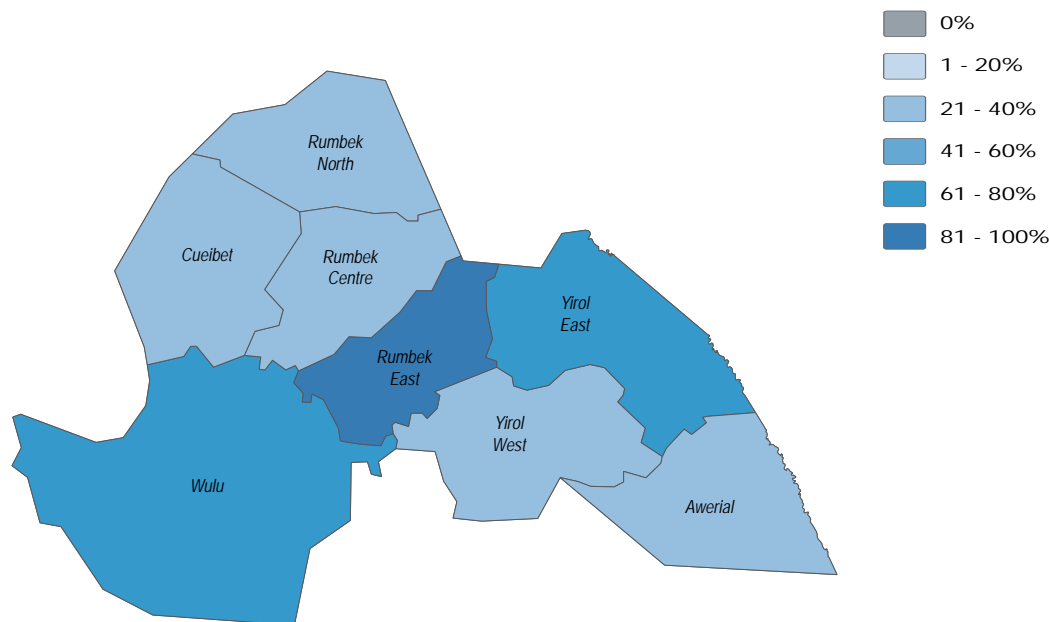 0%
1 - 20%
21 - 40%
41 - 60%
61 - 80%
81 - 100%
Rumbek
North
Cueibet
Rumbek
Centre
Yirol
East
Rumbek
East
Yirol
West
Wulu
Awerial